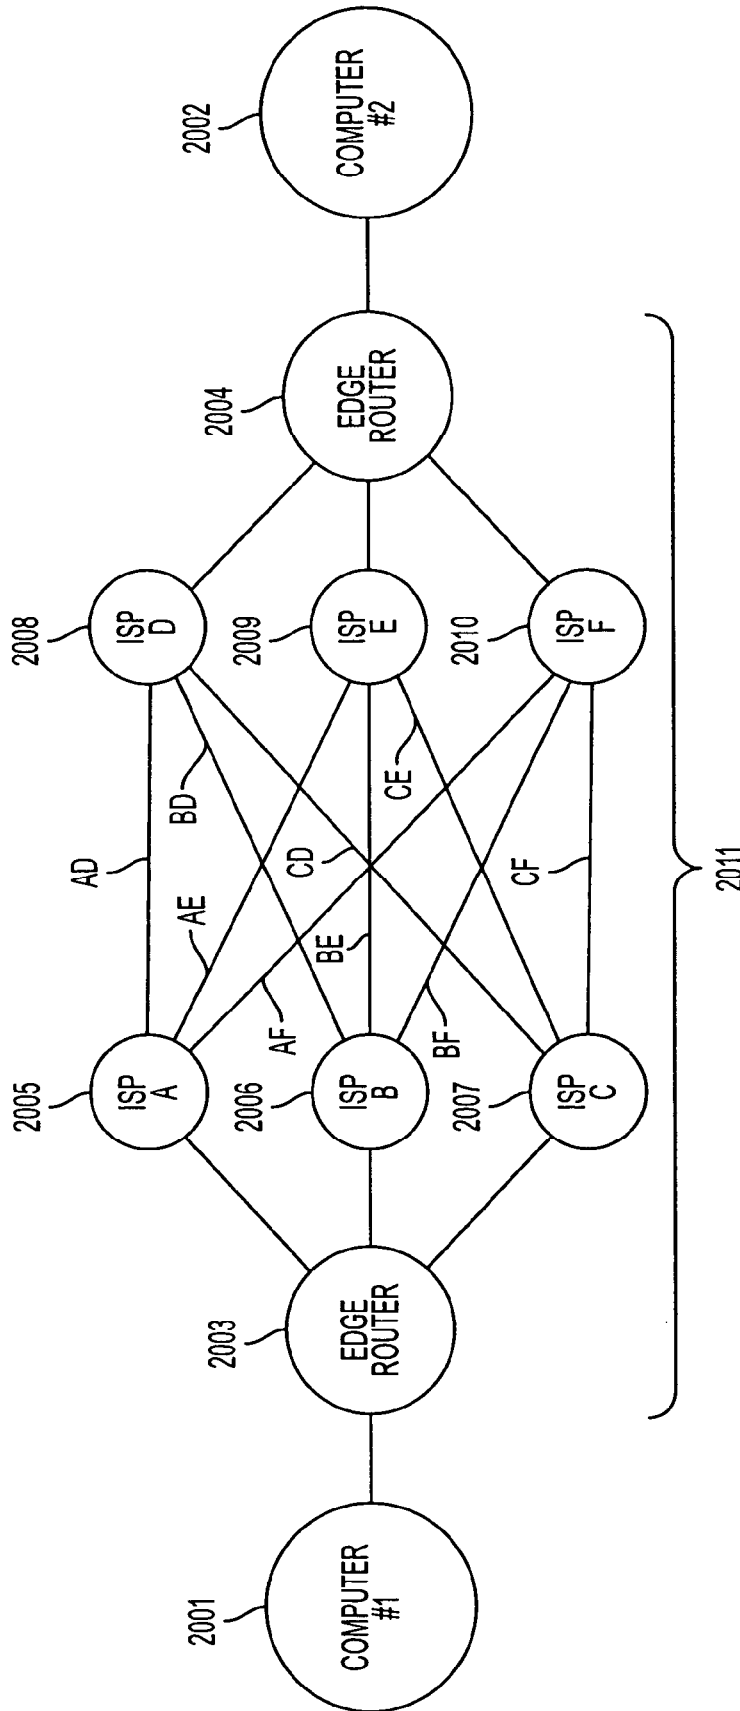 2001
COMPUTER
#1
2003
EDGE
ROUTER
2005
ISP
A
2006
ISP
B
2007
ISP
C
AD
BD
AE
CD
CE
AF
BE
BF
CF
2008
ISP
D
2009
ISP
E
2010
ISP
F
2004
EDGE
ROUTER
2002
COMPUTER
#2
2011